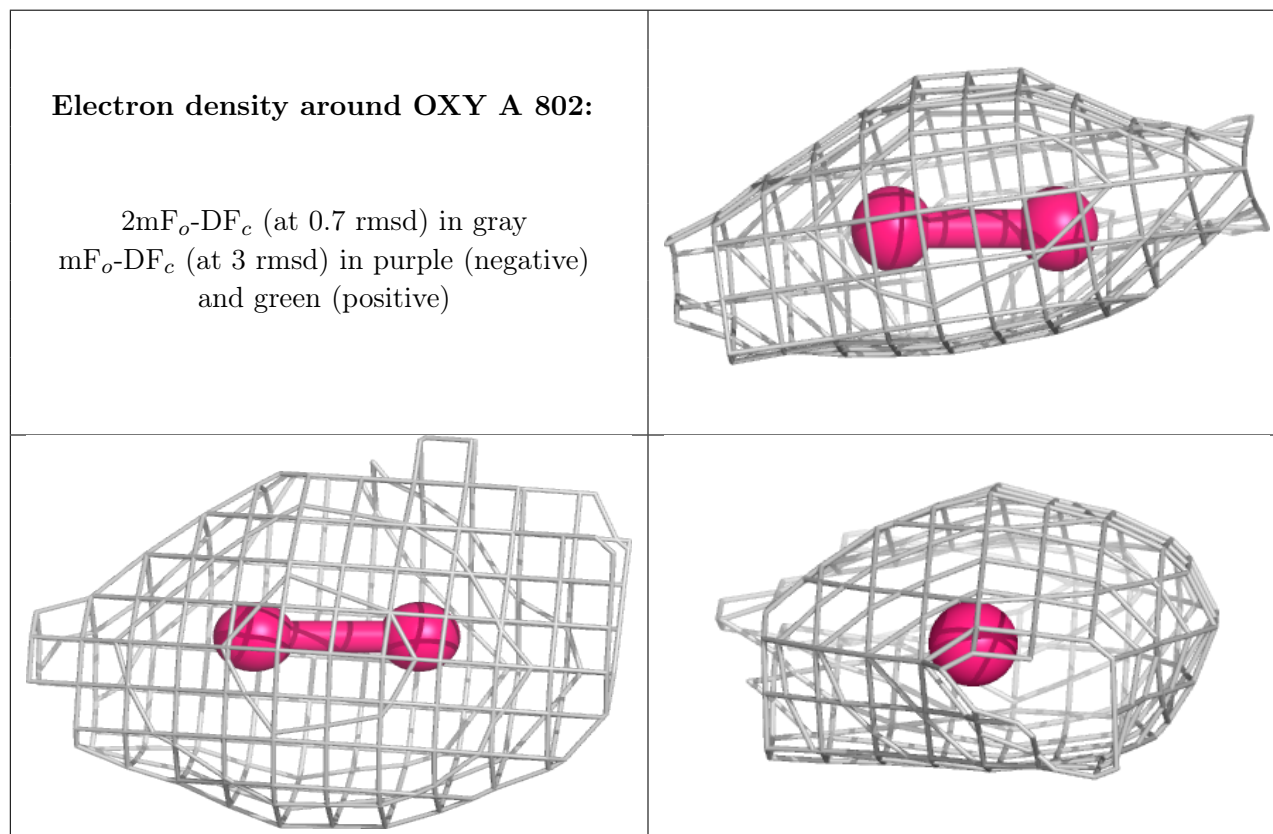 Electron density around OXY A 802:
2mFo-DFc (at 0.7 rmsd) in gray
mFo-DFc (at 3 rmsd) in purple (negative)
and green (positive)